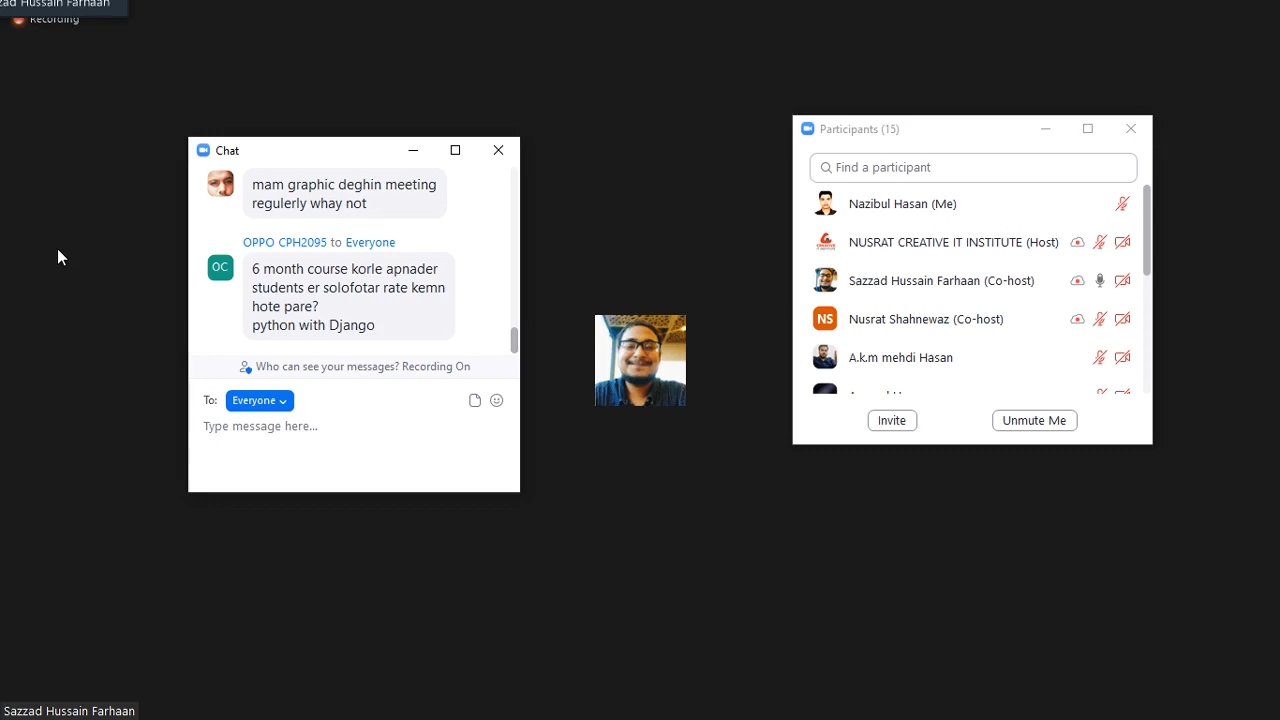 zad Hussain Farhaan
Recording
Chat
mam graphic deghin meeting
regulerly whay not
OPPO CPH2095 to Everyone
OC
6 month course korle apnader
students er solofotar rate kemn
hote pare?
python with Django
Who can see your messages? Recording On
To: Everyone
Type message here...
Participants (15)
Find a participant
Nazibul Hasan (Me)
NUSRAT CREATIVE IT INSTITUTE (Host)
Sazzad Hussain Farhaan (Co-host)
NS
Nusrat Shahnewaz (Co-host)
A.k.m mehdi Hasan
Invite
Unmute Me
Sazzad Hussain Farhaan